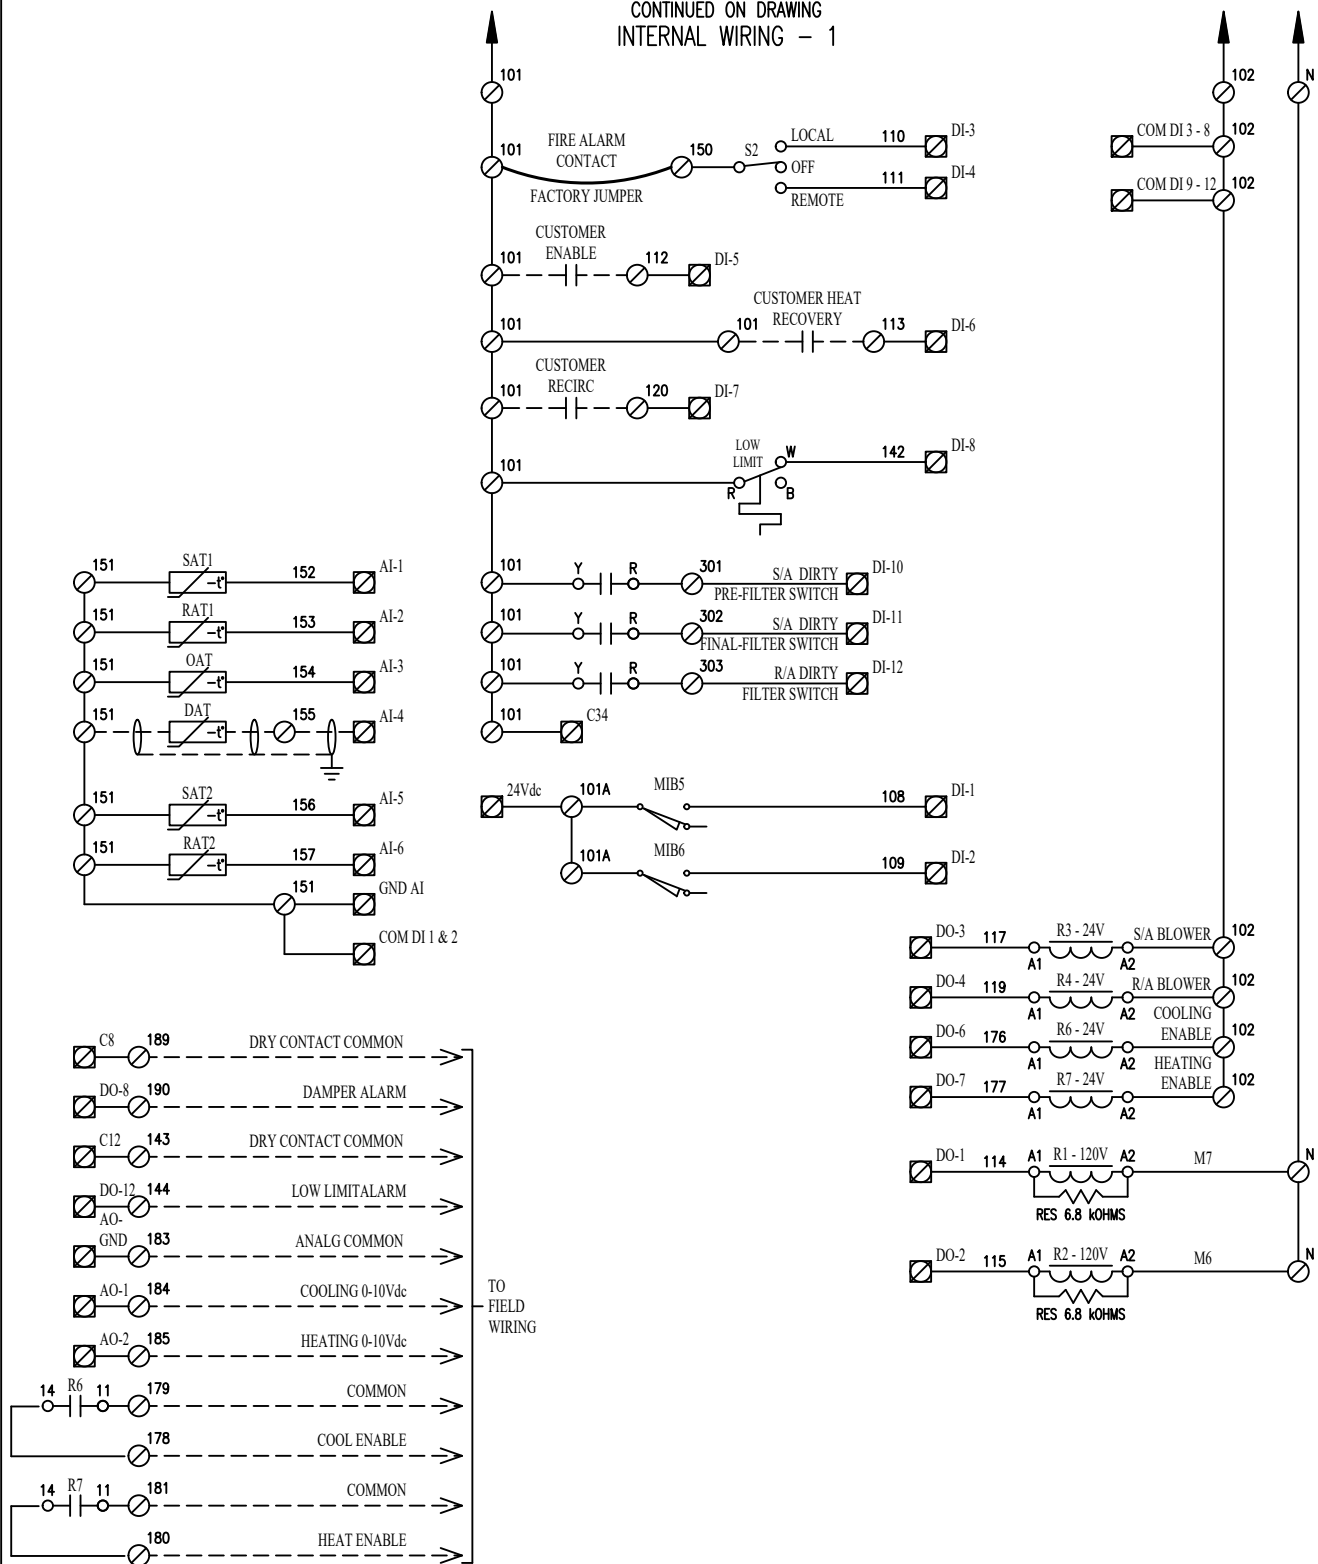 CONTINUED ON DRAWING
INTERNAL WIRING - 1
101 102 N
101 FIRE ALARM CONTACT 150 S2 LOCAL 110 DI-3 COM DI 3 - 8 102
FACTORY JUMPER OFF
REMOTE 111 DI-4 COM DI 9 - 12 102
CUSTOMER
ENABLE
101 112 DI-5
CUSTOMER HEAT
RECOVERY
101 101 113 DI-6
CUSTOMER
RECIRC
101 120 DI-7
LOW
LIMIT
101 R W B 142 DI-8
151 SAT1 -t° 152 AI-1
151 RAT1 -t° 153 AI-2
151 OAT -t° 154 AI-3
151 DAT -t° 155 AI-4
151 SAT2 -t° 156 AI-5
151 RAT2 -t° 157 AI-6
151 GND AI
COM DI 1 & 2
101 Y R 301 S/A DIRTY DI-10
PRE-FILTER SWITCH
101 Y R 302 S/A DIRTY DI-11
FINAL-FILTER SWITCH
101 Y R 303 R/A DIRTY DI-12
FILTER SWITCH
101 C34
24Vdc 101A MIB5 108 DI-1
101A MIB6 109 DI-2
DO-3 117 A1 R3 - 24V A2 S/A BLOWER 102
DO-4 119 A1 R4 - 24V A2 R/A BLOWER 102
DO-6 176 A1 R6 - 24V A2 COOLING ENABLE 102
DO-7 177 A1 R7 - 24V A2 HEATING ENABLE 102
DO-1 114 A1 R1 - 120V A2 M7 N
RES 6.8 kOHMS
DO-2 115 A1 R2 - 120V A2 M6 N
RES 6.8 kOHMS
C8 189 DRY CONTACT COMMON
DO-8 190 DAMPER ALARM
C12 143 DRY CONTACT COMMON
DO-12 144 LOW LIMITALARM
AO-
GND 183 ANALG COMMON
AO-1 184 COOLING 0-10Vdc
AO-2 185 HEATING 0-10Vdc
14 R6 11 179 COMMON
178 COOL ENABLE
14 R7 11 181 COMMON
180 HEAT ENABLE
TO
FIELD
WIRING